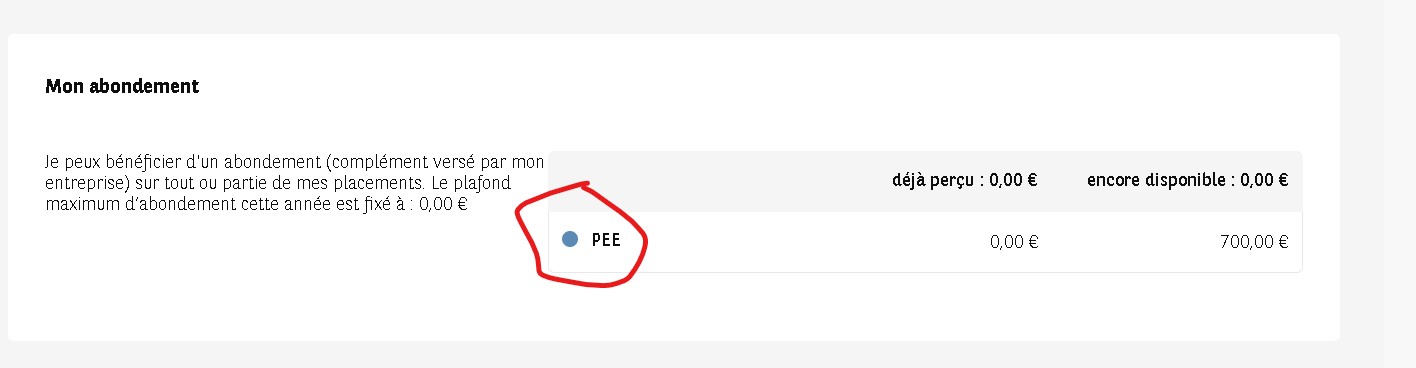 Mon abondement
Je peux bénéficier d'un abondement (complément versé par mon
entreprise) sur tout ou partie de mes placements. Le plafond
maximum d'abondement cette année est fixé à : 0,00 €
déjà perçu : 0,00 € encore disponible : 0,00 €
PEE 0,00 € 700,00 €